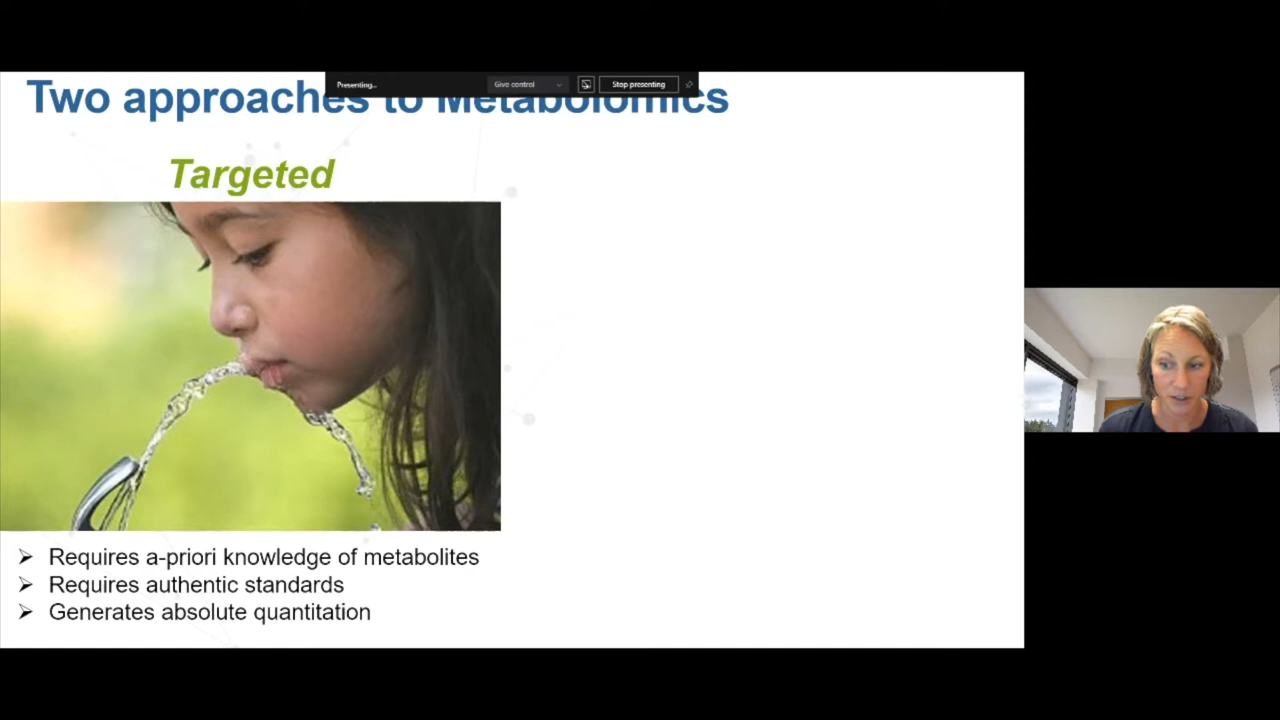 Presenting...
Give control
Stop presenting
Two approaches to Metabolomics
Targeted
➢ Requires a-priori knowledge of metabolites
➢ Requires authentic standards
➢ Generates absolute quantitation